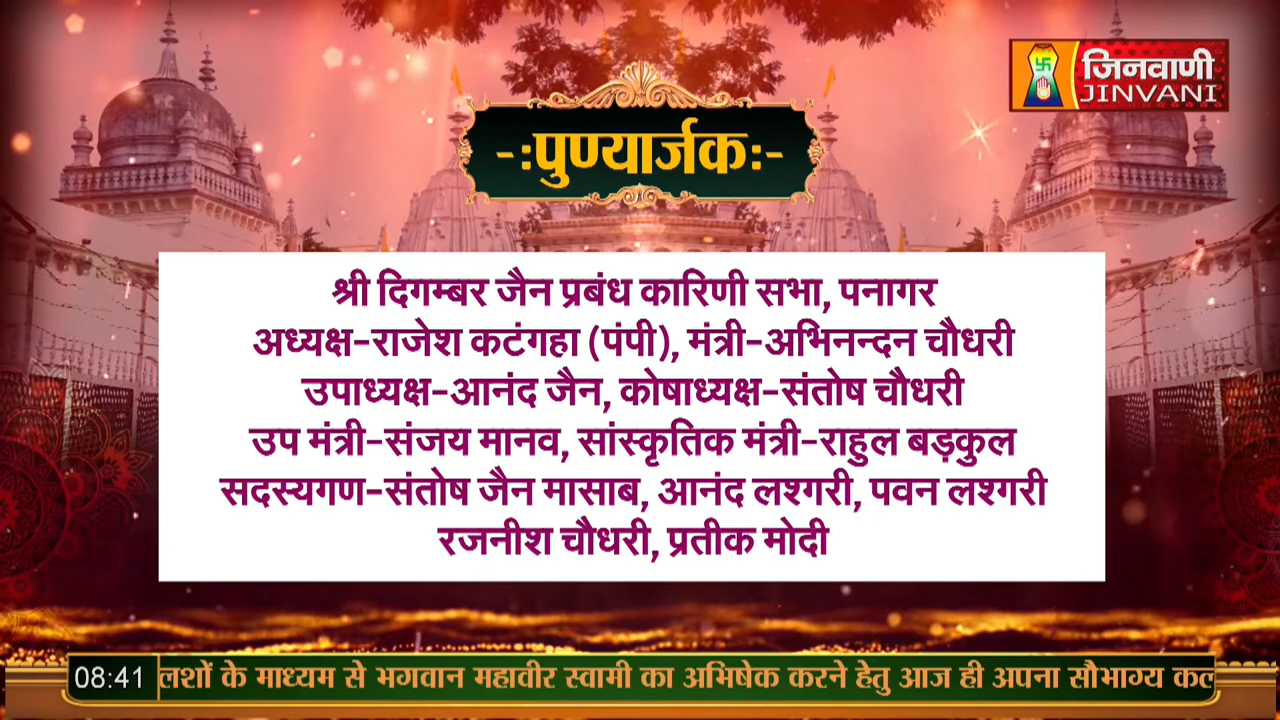 जिनवाणी
JINVANI
-:पुण्यार्जक:-
श्री दिगम्बर जैन प्रबंध कारिणी सभा, पनागर
अध्यक्ष-राजेश कटंगहा (पंपी), मंत्री-अभिनन्दन चौधरी
उपाध्यक्ष-आनंद जैन, कोषाध्यक्ष-संतोष चौधरी
उप मंत्री-संजय मानव, सांस्कृतिक मंत्री-राहुल बड़कुल
सदस्यगण-संतोष जैन मासाब, आनंद लश्गरी, पवन लश्गरी
रजनीश चौधरी, प्रतीक मोदी
08:41 लशों के माध्यम से भगवान महावीर स्वामी का अभिषेक करने हेतु आज ही अपना सौभाग्य कल